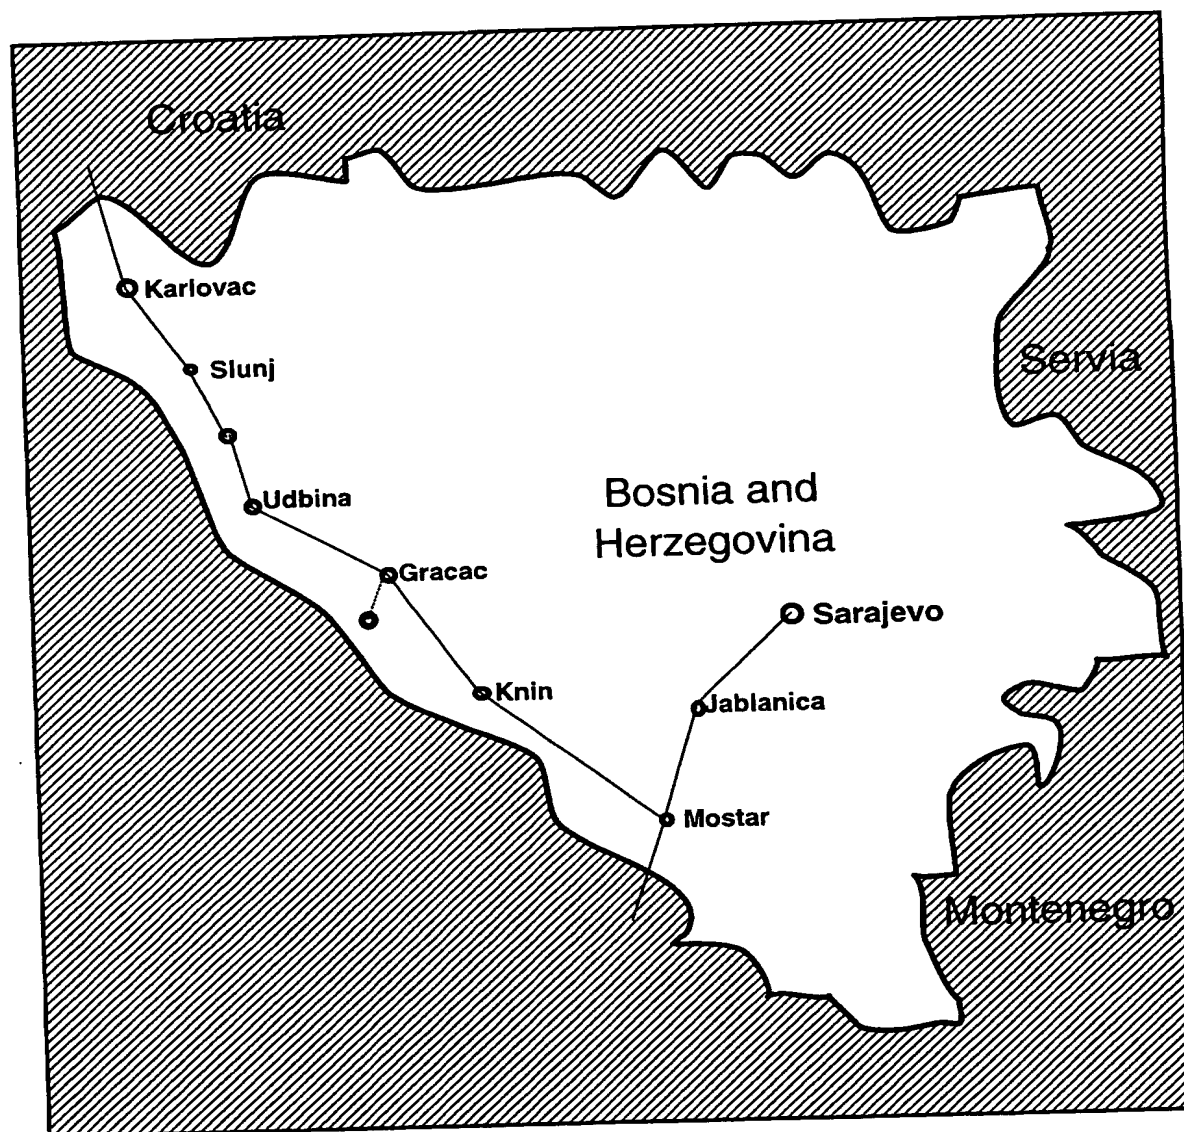 Croatia
Karlovac
Slunj
Servia
Udbina
Bosnia and
Herzegovina
Gracac
Sarajevo
Knin
Jablanica
Mostar
Montenegro